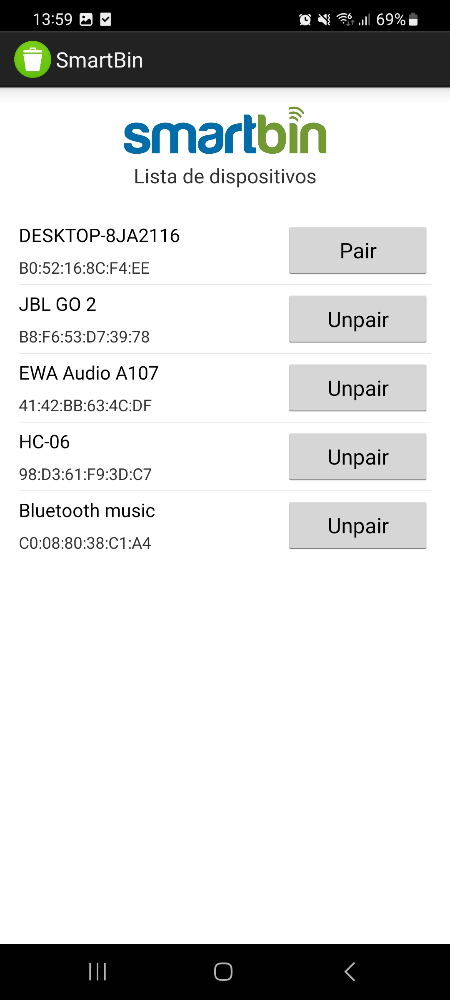 13:59
69%
SmartBin
smartbin
Lista de dispositivos
DESKTOP-8JA2116
Pair
B0:52:16:8C:F4:EE
JBL GO 2
Unpair
B8:F6:53:D7:39:78
EWA Audio A107
Unpair
41:42:BB:63:4C:DF
HC-06
Unpair
98:D3:61:F9:3D:C7
Bluetooth music
Unpair
C0:08:80:38:C1:A4